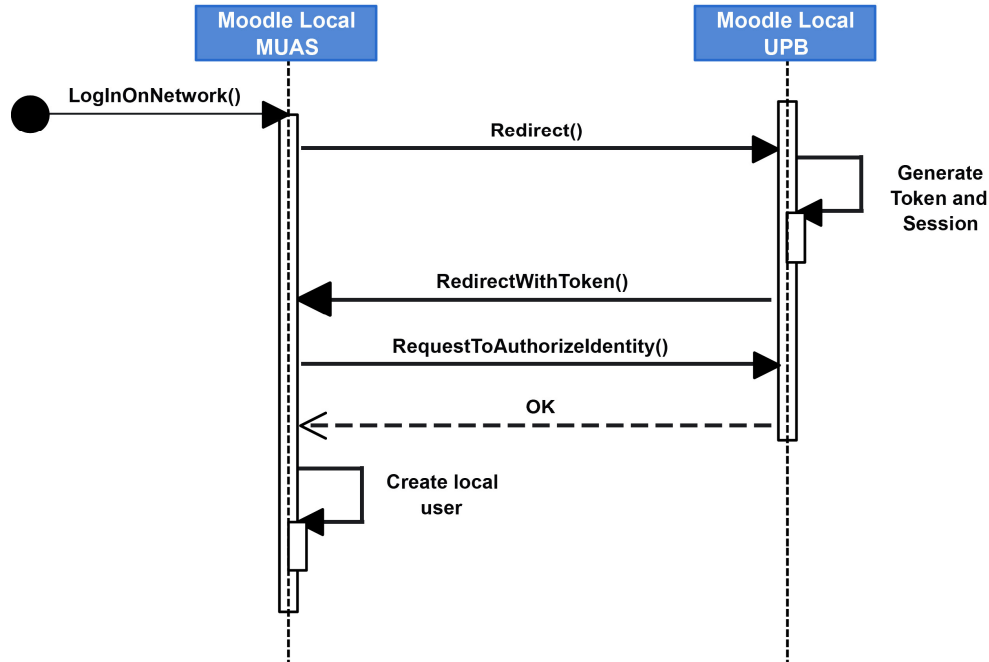 Moodle Local
MUAS
Moodle Local
UPB
LogInOnNetwork()
Redirect()
Generate
Token and
Session
RedirectWithToken()
RequestToAuthorizeIdentity()
OK
Create local
user